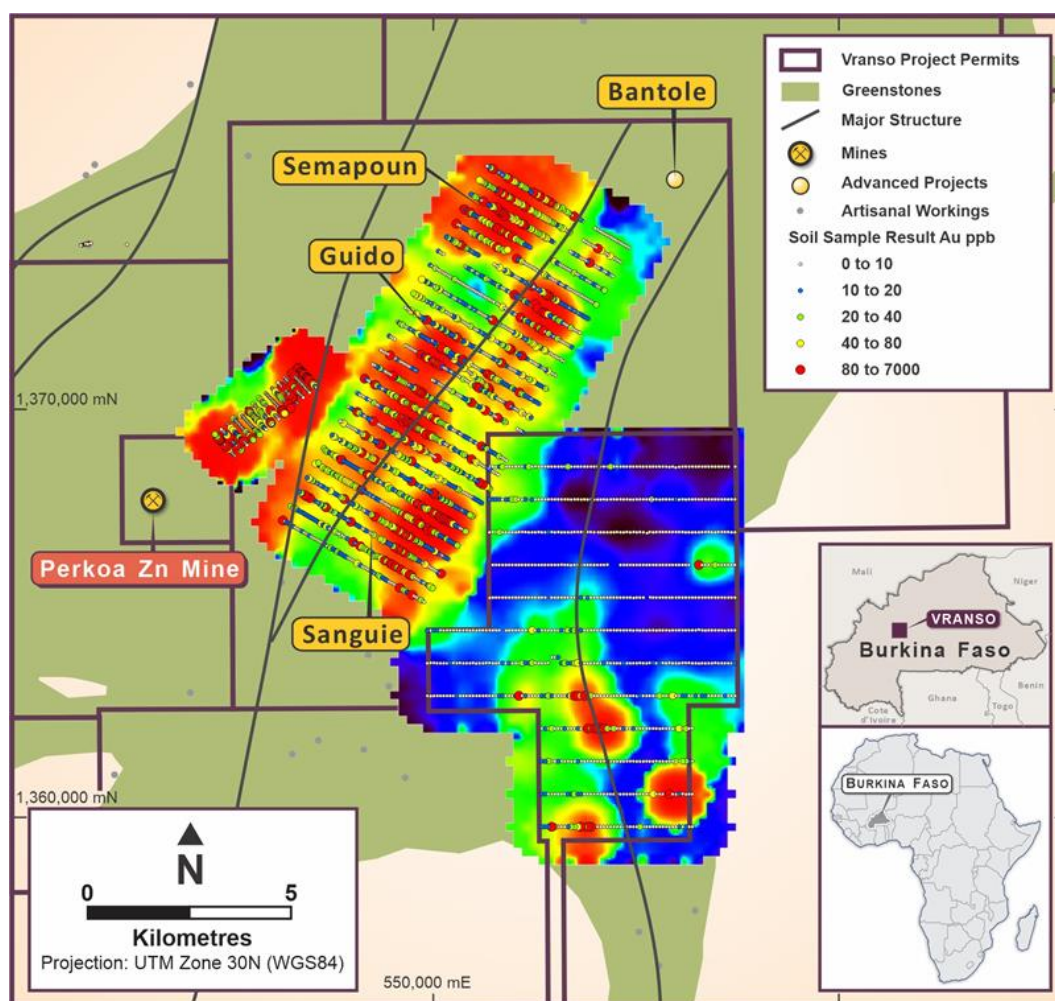 Bantole
Semapoun
Guido
1,370,000 mN
Perkoa Zn Mine
Sanguie
1,360,000 mN
N
0 5
Kilometres
Projection: UTM Zone 30N (WGS84)
550,000 mE
Vranso Project Permits
Greenstones
Major Structure
Mines
Advanced Projects
Artisanal Workings
Soil Sample Result Au ppb
0 to 10
10 to 20
20 to 40
40 to 80
80 to 7000
Mali
Niger
VRANSO
Burkina Faso
Benin
Ghana
Togo
Cote
d'Ivoire
BURKINA FASO